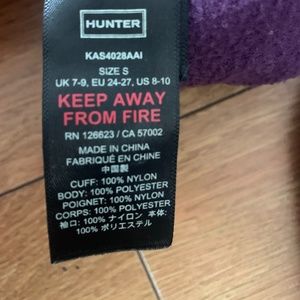 HUNTER
KAS4028AAI
SIZE S
UK 7-9, EU 24-27, US 8-10
KEEP AWAY
FROM FIRE
RN 126623 / CA 57002
MADE IN CHINA
FABRIQUÉ EN CHINE
中国製
CUFF: 100% NYLON
BODY: 100% POLYESTER
POIGNET: 100% NYLON
CORPS: 100% POLYESTER
袖口: 100% ナイロン 本体:
100% ポリエステル